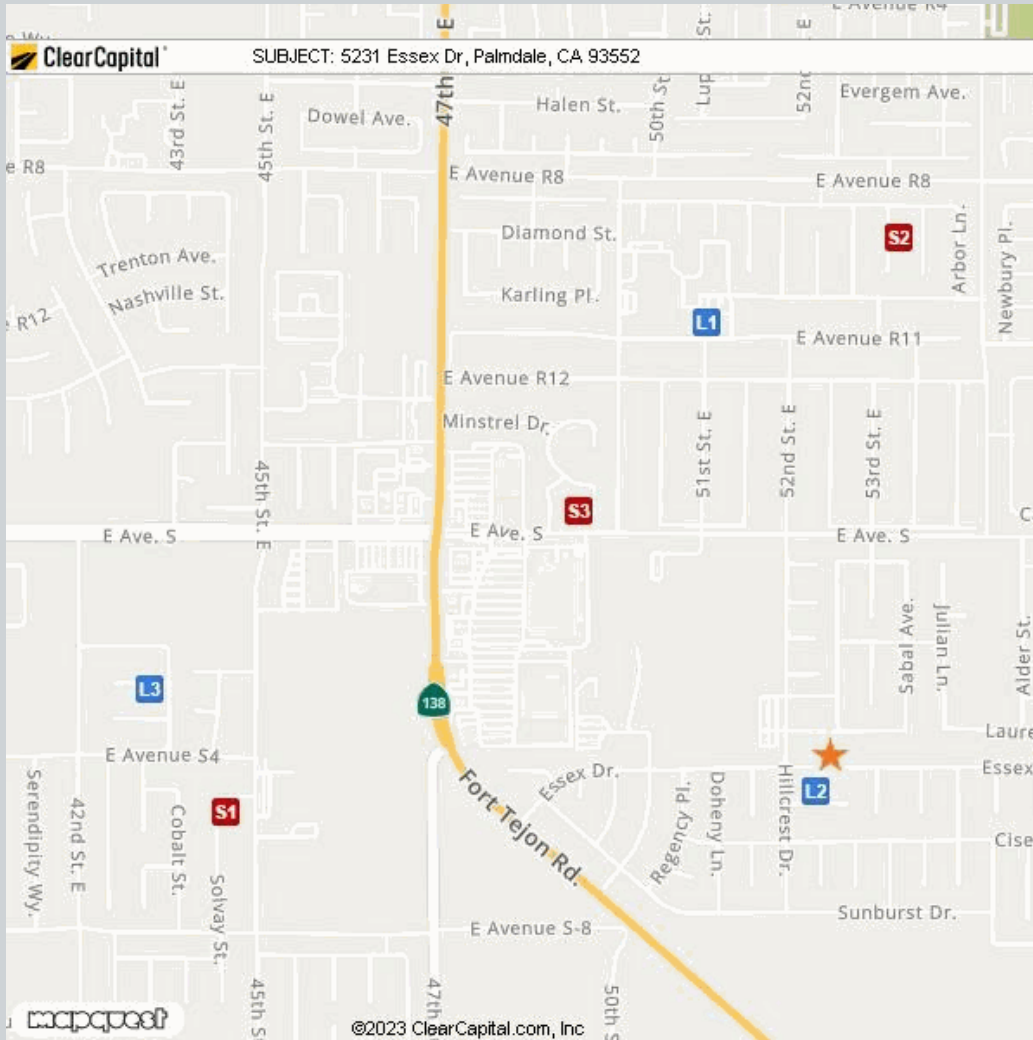 E Avenue R4
ClearCapital
SUBJECT: 5231 Essex Dr, Palmdale, CA 93552
47th
E
St.
52nd
E
43rd St. E
45th St. E
Dowel Ave.
Halen St.
50th St
Lup
Evergem Ave.
e R8
E Avenue R8
E Avenue R8
Diamond St.
S2
Arbor Ln.
Newbury Pl.
Trenton Ave.
Nashville St.
Karling Pl.
R12
L1
E Avenue R11
E Avenue R12
Minstrel Dr.
51st St. E
52nd St. E
53rd St. E
45th St. E
S3
E Ave. S
E Ave. S
E Ave. S
Sabal Ave.
Julian Ln.
Alder St.
L3
138
E Avenue S4
Laure
Essex Dr.
Essex
L2
Serendipity Wy.
42nd St. E
Cobalt St.
S1
Solvay St.
Fort Tejon Rd.
Regency Pl.
Doheny Ln.
Hillcrest Dr.
Cise
Sunburst Dr.
E Avenue S-8
45th S
47th
50th S
mapquest
©2023 ClearCapital.com, Inc